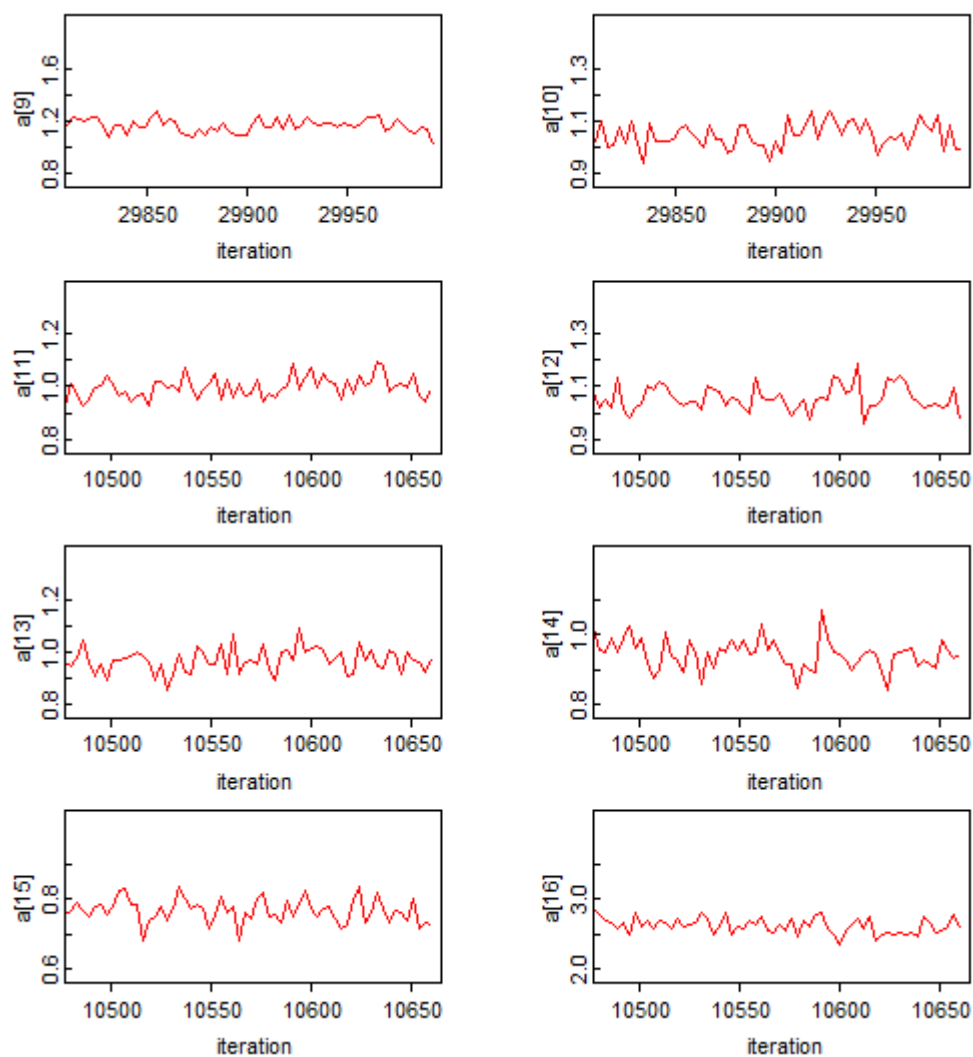 a[9]
0.8 1.2 1.6
29850 29900 29950
iteration
a[10]
0.9 1.1 1.3
29850 29900 29950
iteration
a[11]
0.8 1.0 1.2
10500 10550 10600 10650
iteration
a[12]
0.9 1.1 1.3
10500 10550 10600 10650
iteration
a[13]
0.8 1.0 1.2
10500 10550 10600 10650
iteration
a[14]
0.8 1.0
10500 10550 10600 10650
iteration
a[15]
0.6 0.8
10500 10550 10600 10650
iteration
a[16]
2.0 3.0
10500 10550 10600 10650
iteration